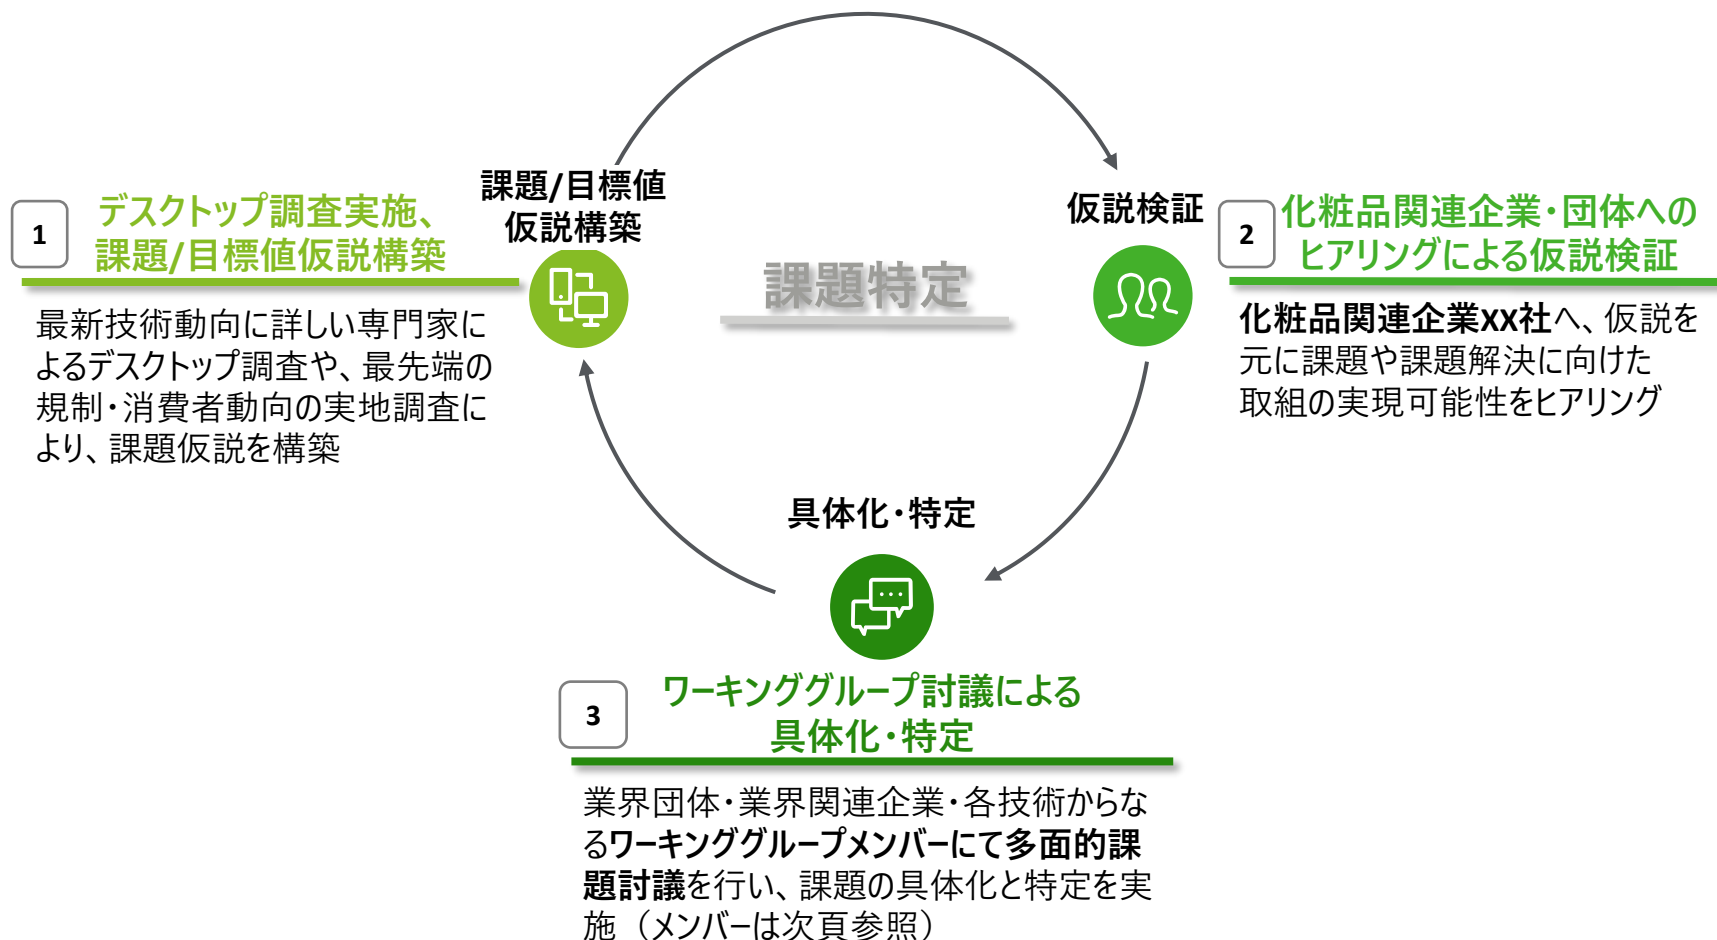 課題/目標値
仮説構築
仮説検証
課題特定
具体化・特定
1
デスクトップ調査実施、
課題/目標値仮説構築
最新技術動向に詳しい専門家に
よるデスクトップ調査や、最先端の
規制・消費者動向の実地調査に
より、課題仮説を構築
2
化粧品関連企業・団体への
ヒアリングによる仮説検証
化粧品関連企業XX社へ、仮説を
元に課題や課題解決に向けた
取組の実現可能性をヒアリング
3
ワーキンググループ討議による
具体化・特定
業界団体・業界関連企業・各技術からな
るワーキンググループメンバーにて多面的課
題討議を行い、課題の具体化と特定を実
施（メンバーは次頁参照）